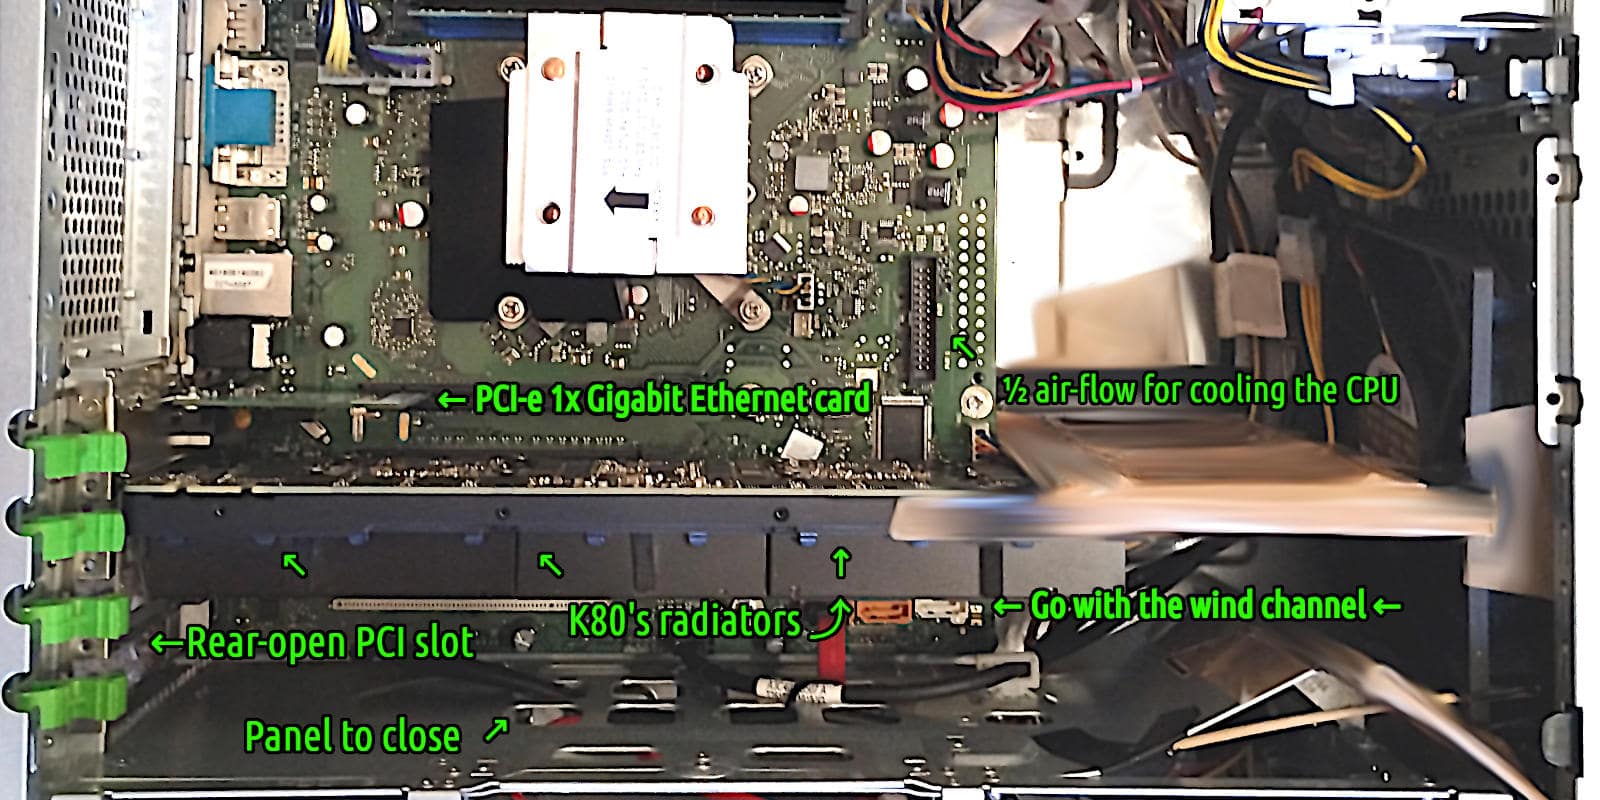 ← PCI-e 1x Gigabit Ethernet card
½ air-flow for cooling the CPU
K80's radiators
← Go with the wind channel ←
←Rear-open PCI slot
Panel to close